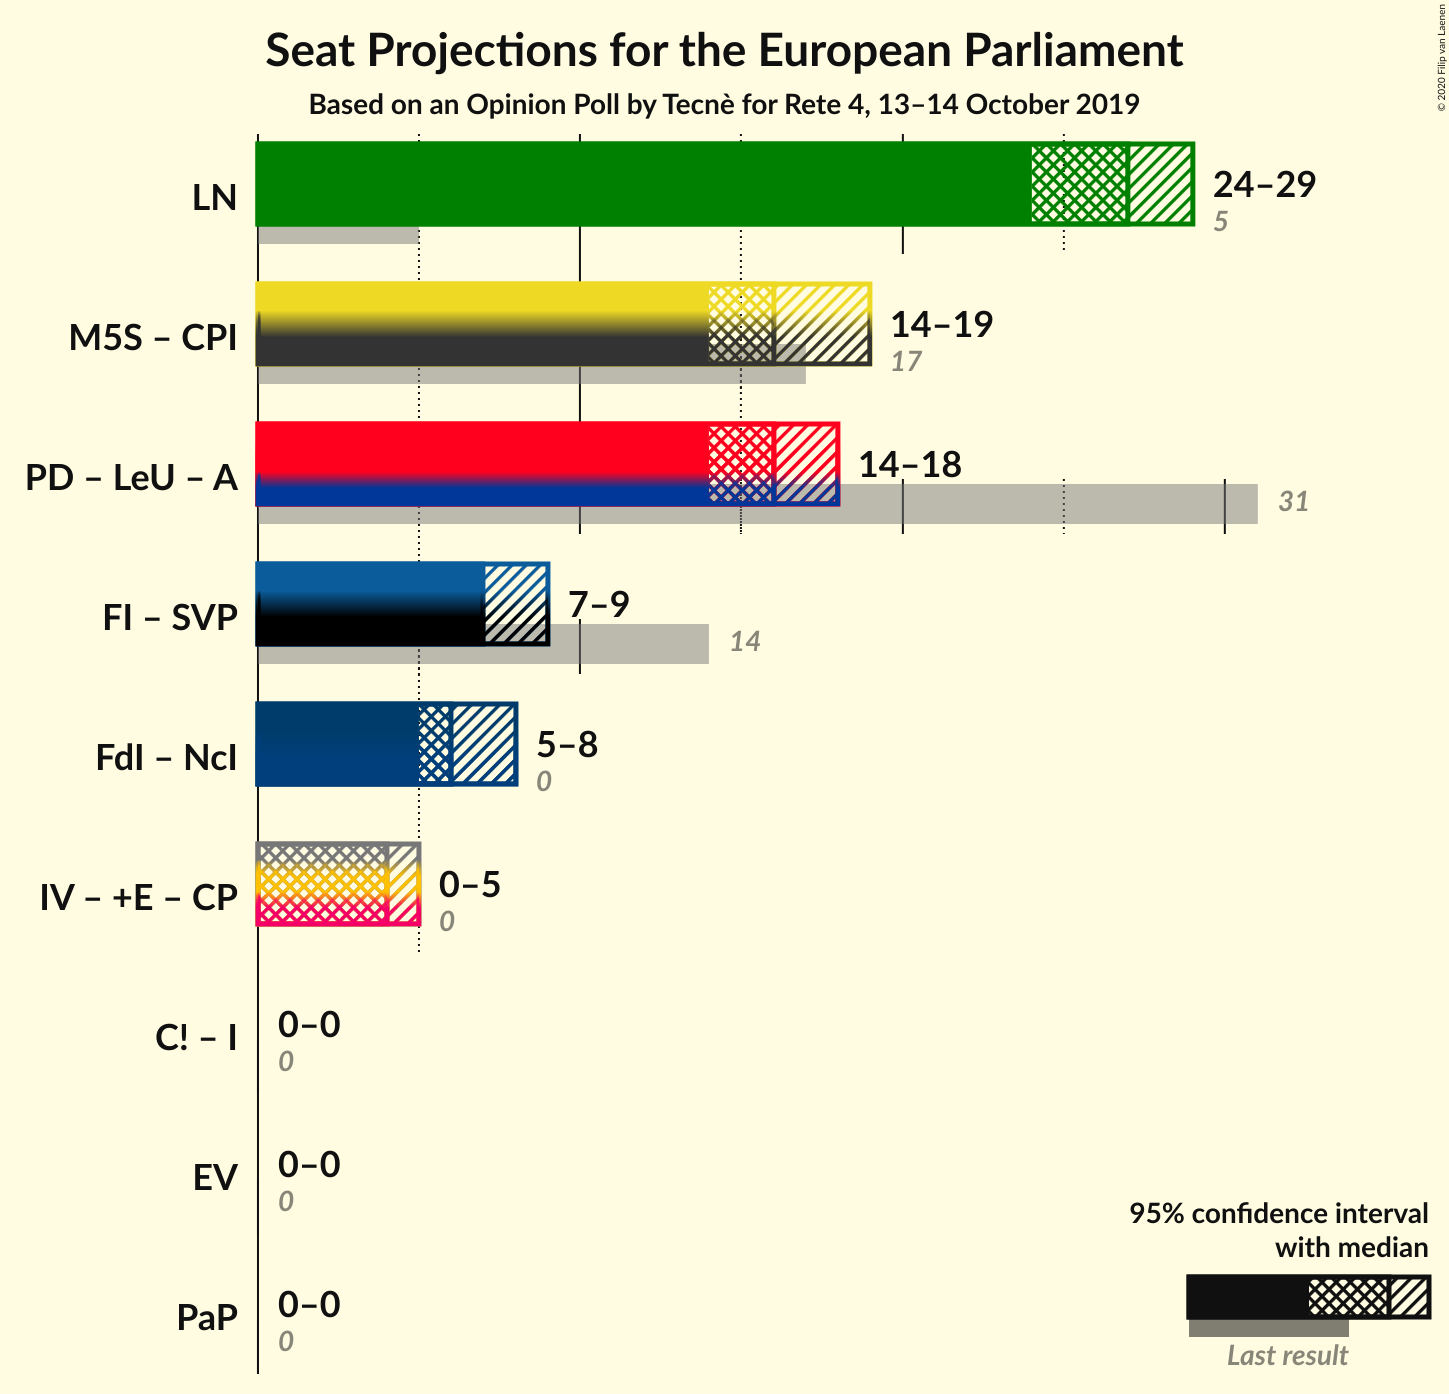 Seat Projections for the European Parliament
Based on an Opinion Poll by Tecnè for Rete 4, 13–14 October 2019
© 2020 Filip van Laenen
LN
24–29
5
M5S – CPI
14–19
17
PD – LeU – A
14–18
31
FI – SVP
7–9
14
FdI – NcI
5–8
0
IV – +E – CP
0–5
0
C! – I
0–0
0
EV
0–0
0
PaP
0–0
0
95% confidence interval
with median
Last result